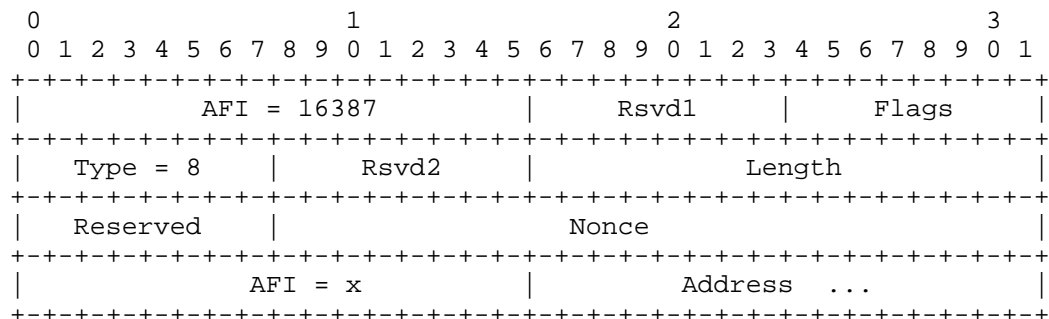 0                   1                   2                   3
0 1 2 3 4 5 6 7 8 9 0 1 2 3 4 5 6 7 8 9 0 1 2 3 4 5 6 7 8 9 0 1
+-+-+-+-+-+-+-+-+-+-+-+-+-+-+-+-+-+-+-+-+-+-+-+-+-+-+-+-+-+-+-+-+
|           AFI = 16387         |     Rsvd1     |     Flags     |
+-+-+-+-+-+-+-+-+-+-+-+-+-+-+-+-+-+-+-+-+-+-+-+-+-+-+-+-+-+-+-+-+
|   Type = 8    |     Rsvd2     |             Length            |
+-+-+-+-+-+-+-+-+-+-+-+-+-+-+-+-+-+-+-+-+-+-+-+-+-+-+-+-+-+-+-+-+
|   Reserved    |                  Nonce                        |
+-+-+-+-+-+-+-+-+-+-+-+-+-+-+-+-+-+-+-+-+-+-+-+-+-+-+-+-+-+-+-+-+
|              AFI = x          |         Address  ...          |
+-+-+-+-+-+-+-+-+-+-+-+-+-+-+-+-+-+-+-+-+-+-+-+-+-+-+-+-+-+-+-+-+